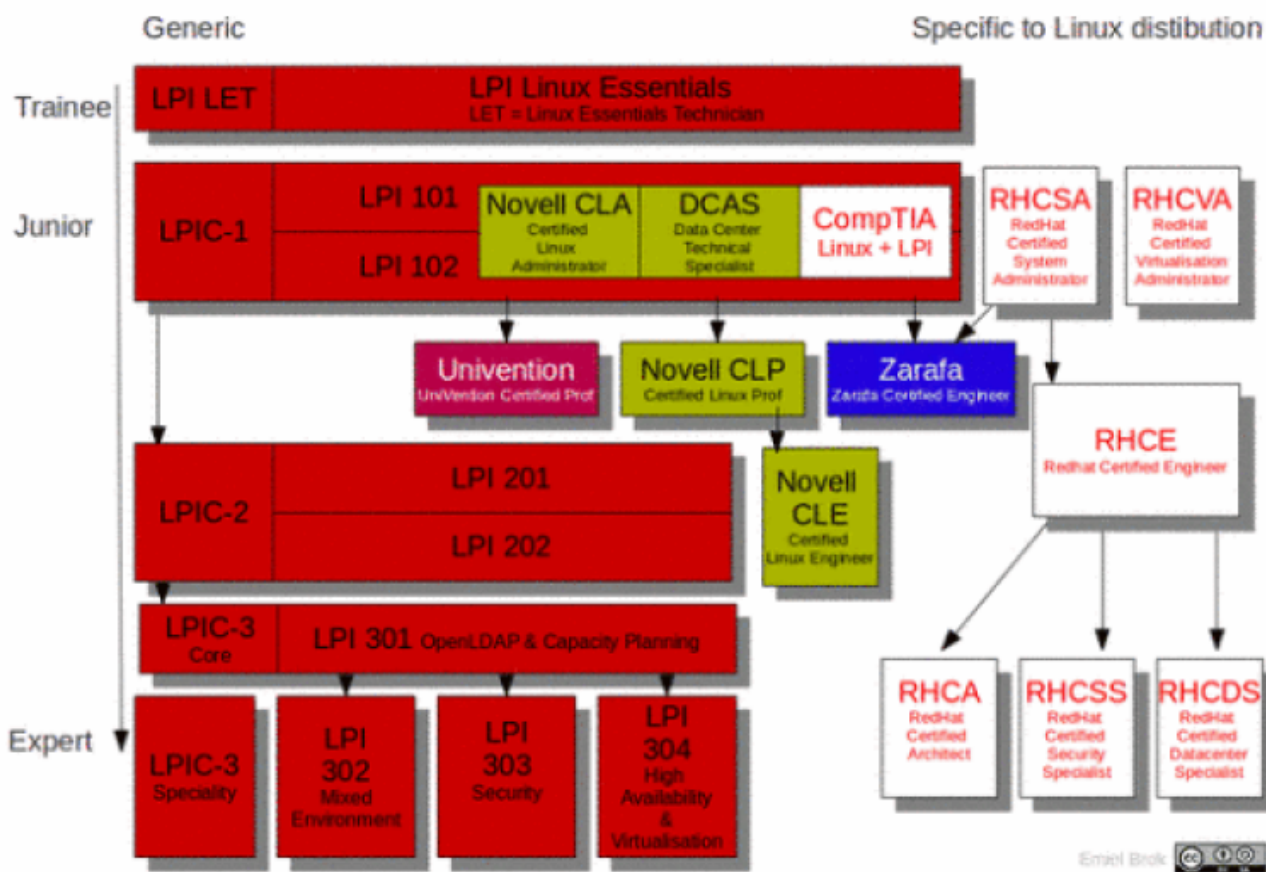 Generic
Specific to Linux distibution
Trainee
LPI LET
LPI Linux Essentials
LET = Linux Essentials Technician
Junior
LPIC-1
LPI 101
LPI 102
Novell CLA
Certified
Linux
Administrator
DCAS
Data Center
Technical
Specialist
CompTIA
Linux + LPI
RHCSA
RedHat
Certified
System
Administrator
RHCVA
RedHat
Certified
Virtualisation
Administrator
Univention
UniVention Certified Prof
Novell CLP
Certified Linux Prof
Zarafa
Zarafa Certified Engineer
RHCE
Redhat Certified Engineer
LPIC-2
LPI 201
LPI 202
Novell
CLE
Certified
Linux Engineer
LPIC-3
Core
LPI 301 OpenLDAP & Capacity Planning
Expert
LPIC-3
Speciality
LPI
302
Mixed
Environment
LPI
303
Security
LPI
304
High
Availability
&
Virtualisation
RHCA
RedHat
Certified
Architect
RHCSS
RedHat
Certified
Security
Specialist
RHCDS
RedHat
Certified
Datacenter
Specialist
Emiel Brok
cc